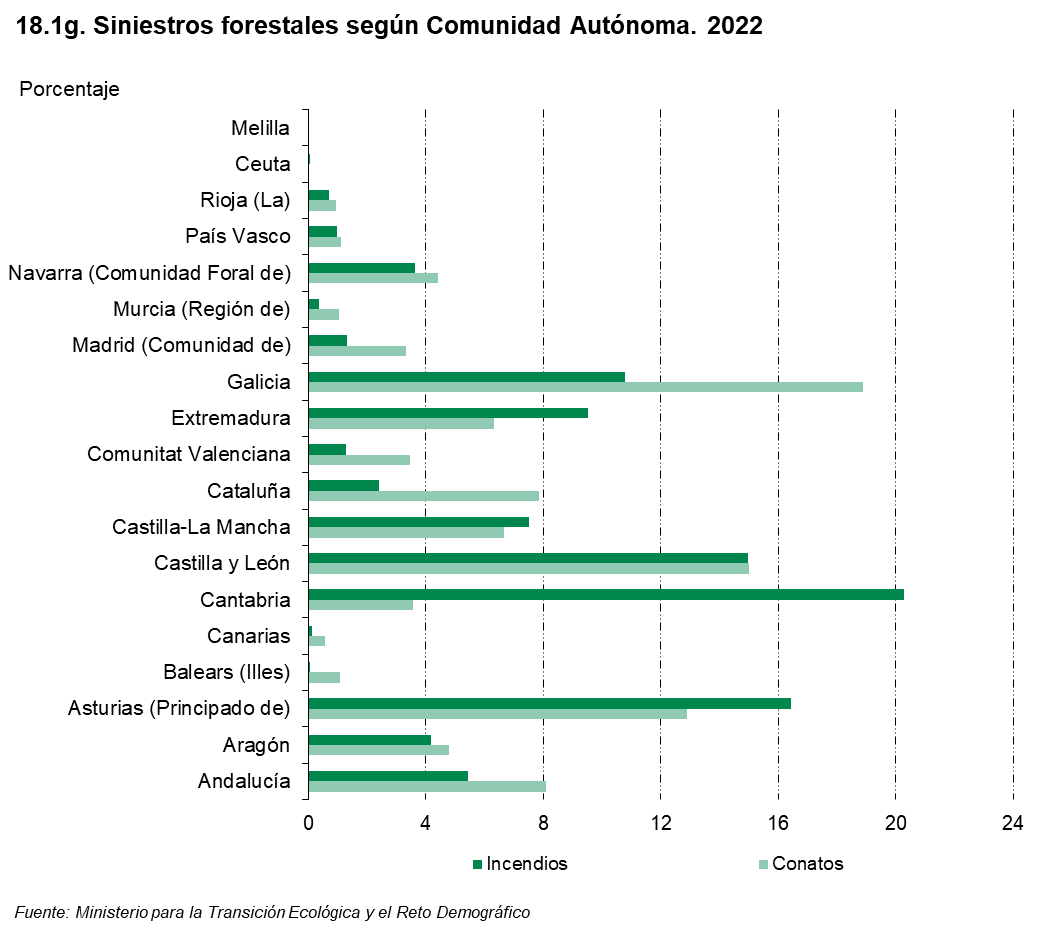 18.1g. Siniestros forestales según Comunidad Autónoma. 2022
Porcentaje
Melilla
Ceuta
Rioja (La)
País Vasco
Navarra (Comunidad Foral de)
Murcia (Región de)
Madrid (Comunidad de)
Galicia
Extremadura
Comunitat Valenciana
Cataluña
Castilla-La Mancha
Castilla y León
Cantabria
Canarias
Balears (Illes)
Asturias (Principado de)
Aragón
Andalucía
0 4 8 12 16 20 24
Incendios Conatos
Fuente: Ministerio para la Transición Ecológica y el Reto Demográfico